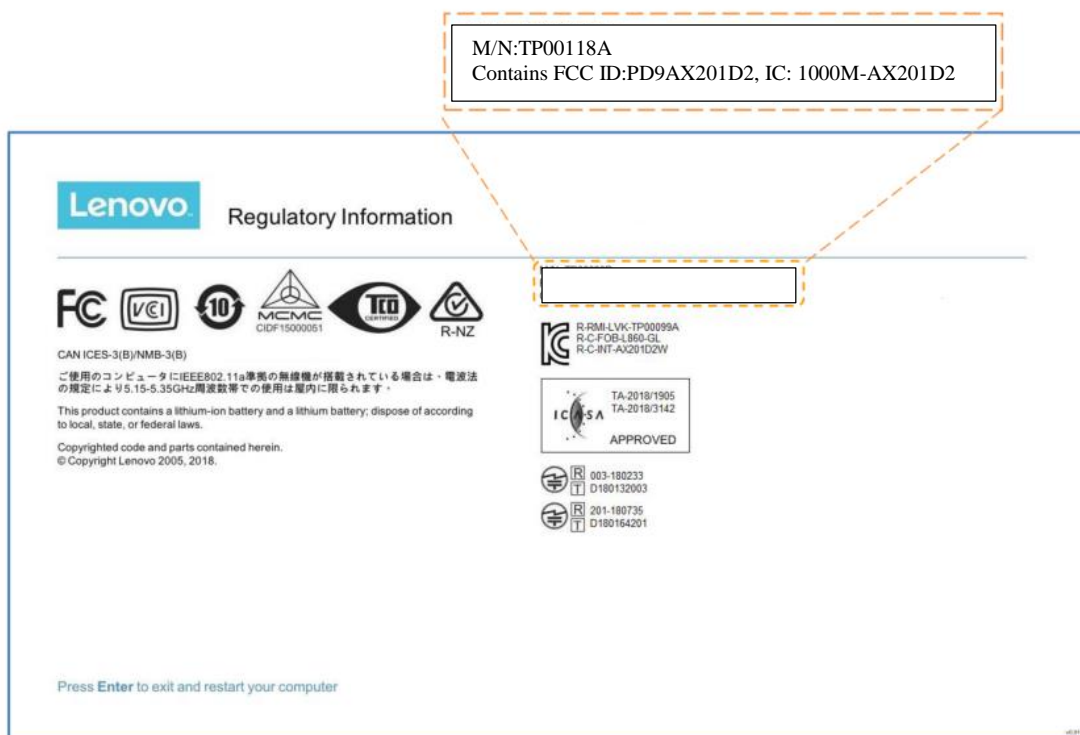 M/N:TP00118A
Contains FCC ID:PD9AX201D2, IC: 1000M-AX201D2
Lenovo
Regulatory Information
FC
VCI
10
MCMC
CIDF15000051
TCO
CERTIFIED
R-NZ
CAN ICES-3(B)/NMB-3(B)
ご使用のコンピュータにIEEE802.11a準拠の無線機が搭載されている場合は、電波法
の規定により5.15-5.35GHz周波数帯での使用は屋内に限られます。
This product contains a lithium-ion battery and a lithium battery; dispose of according
to local, state, or federal laws.
Copyrighted code and parts contained herein.
© Copyright Lenovo 2005, 2018.
R-RMI-LVK-TP00099A
R-C-FOB-L860-GL
R-C-INT-AX201D2W
ICASA
TA-2018/1905
TA-2018/3142
APPROVED
R 003-180233
T D180132003
R 201-180735
T D180164201
Press Enter to exit and restart your computer